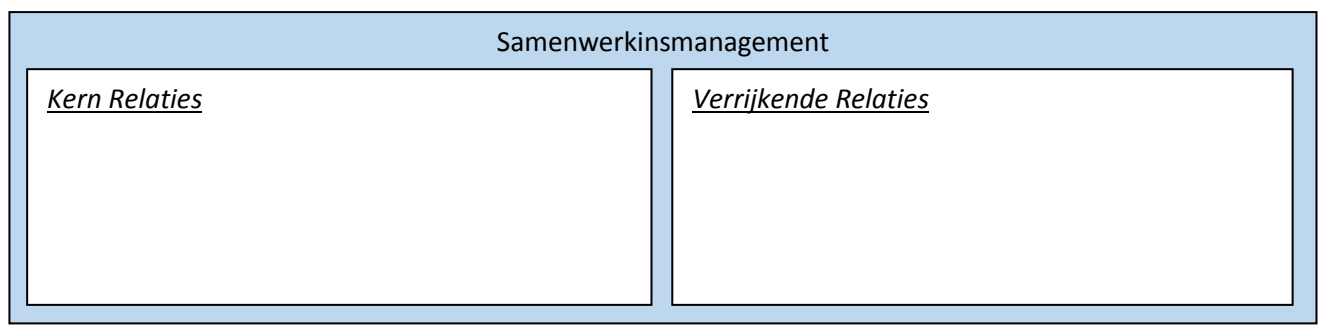 Samenwerkinsmanagement
Kern Relaties
Verrijkende Relaties